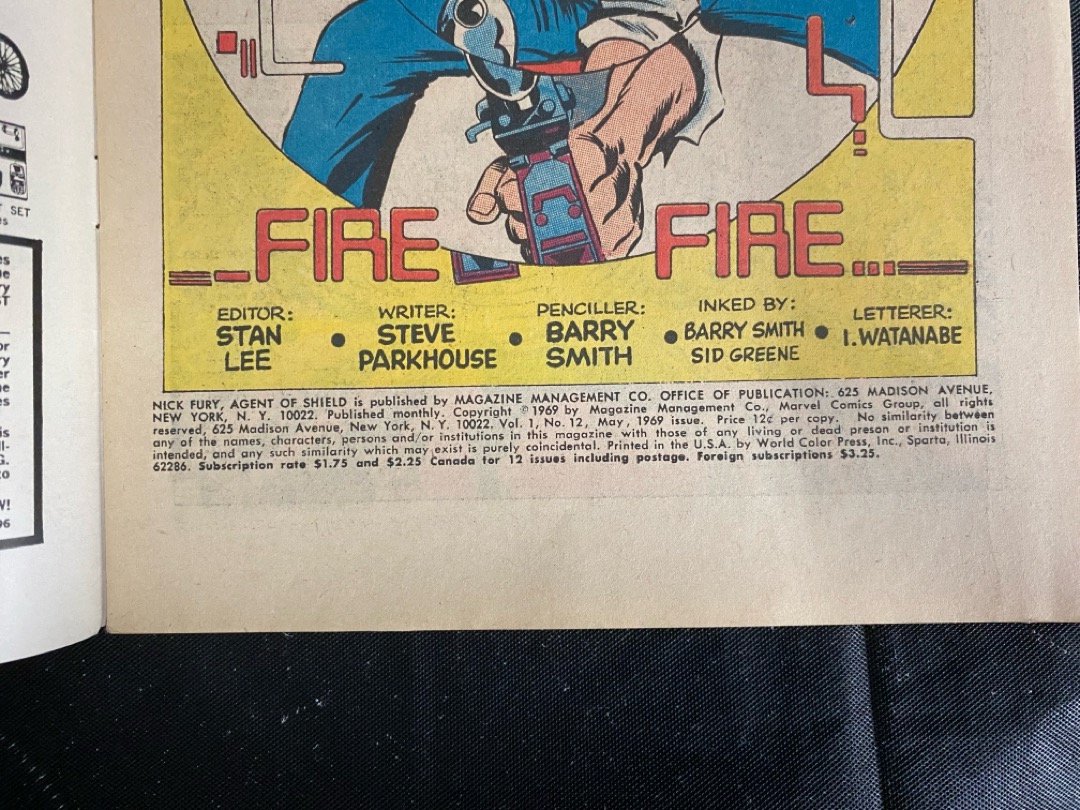 SET
FIRE FIRE...
EDITOR:
STAN
LEE
WRITER:
STEVE
PARKHOUSE
PENCILLER:
BARRY
SMITH
INKED BY:
BARRY SMITH
SID GREENE
LETTERER:
I. WATANABE
NICK FURY, AGENT OF SHIELD is published by MAGAZINE MANAGEMENT CO. OFFICE OF PUBLICATION: 625 MADISON AVENUE,
NEW YORK, N. Y. 10022. Published monthly. Copyright © 1969 by Magazine Management Co., Marvel Comics Group, all rights
reserved, 625 Madison Avenue, New York, N. Y. 10022. Vol. 1, No. 12, May, 1969 issue. Price 12¢ per copy. No similarity between
any of the names, characters, persons and/or institutions in this magazine with those of any living or dead preson or institution is
intended, and any such similarity which may exist is purely coincidental. Printed in the U.S.A. by World Color Press, Inc., Sparta, Illinois
62286. Subscription rate $1.75 and $2.25 Canada for 12 issues including postage. Foreign subscriptions $3.25.